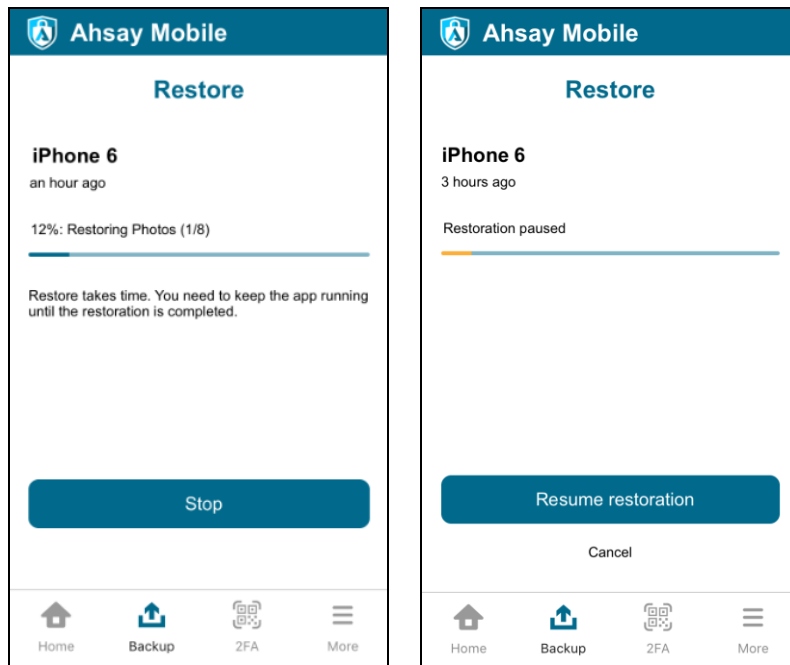 Ahsay Mobile
Restore
iPhone 6
an hour ago
12%: Restoring Photos (1/8)
Restore takes time. You need to keep the app running
until the restoration is completed.
Stop
Home
Backup
2FA
More
Ahsay Mobile
Restore
iPhone 6
3 hours ago
Restoration paused
Resume restoration
Cancel
Home
Backup
2FA
More